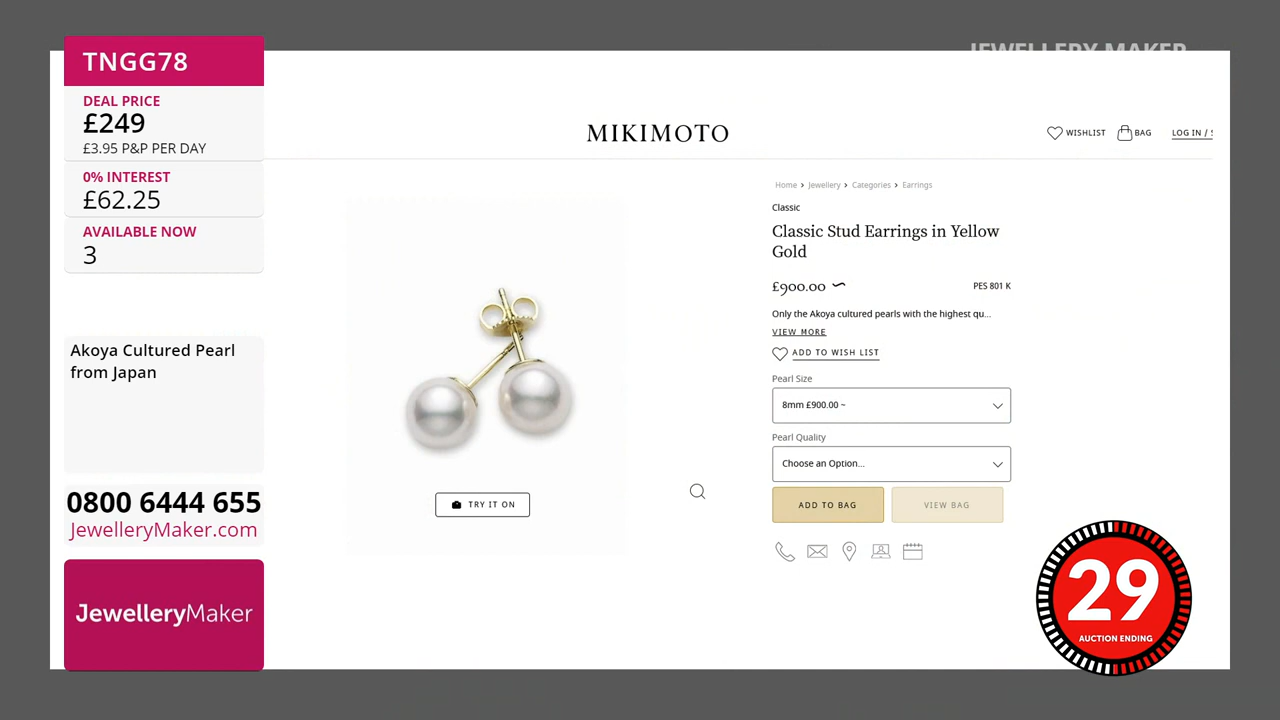 JEWELLERY MAKER
TNGG78
DEAL PRICE
£249
£3.95 P&P PER DAY
0% INTEREST
£62.25
AVAILABLE NOW
3
Akoya Cultured Pearl
from Japan
0800 6444 655
JewelleryMaker.com
JewelleryMaker
MIKIMOTO
WISHLIST
BAG
LOG IN /
Home › Jewellery › Categories › Earrings
Classic
Classic Stud Earrings in Yellow
Gold
£900.00 ~
PES 801 K
Only the Akoya cultured pearls with the highest qu...
VIEW MORE
ADD TO WISH LIST
Pearl Size
8mm £900.00 ~
Pearl Quality
Choose an Option...
ADD TO BAG
VIEW BAG
TRY IT ON
29
AUCTION ENDING